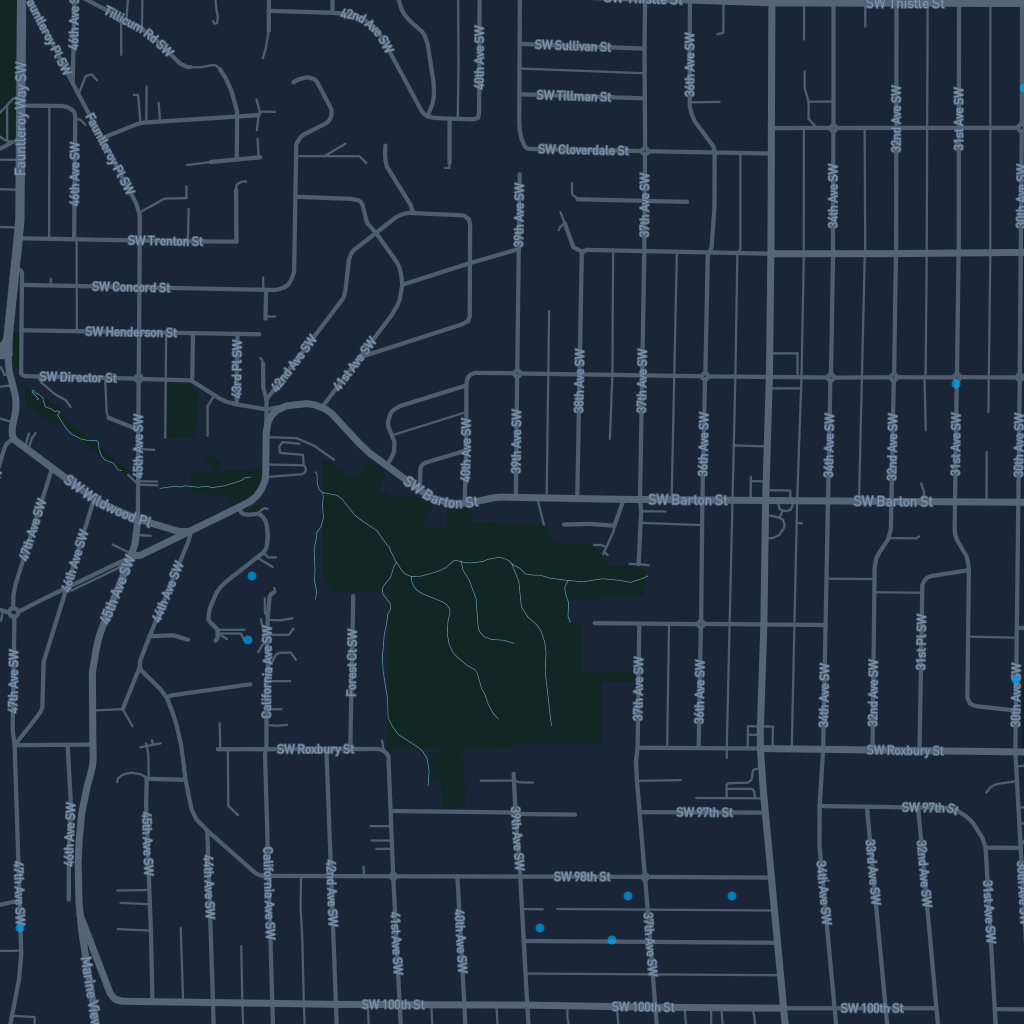 SW Thistle St
SW Thistle St
46th Ave SW
Tillicum Rd SW
42nd Ave SW
Fauntleroy Pl SW
40th Ave SW
SW Sullivan St
36th Ave SW
SW Tillman St
Fauntleroy Way SW
Fauntleroy Pl SW
32nd Ave SW
31st Ave SW
SW Cloverdale St
46th Ave SW
39th Ave SW
37th Ave SW
34th Ave SW
30th Ave SW
SW Trenton St
SW Concord St
SW Henderson St
43rd Pl SW
42nd Ave SW
41st Ave SW
38th Ave SW
37th Ave SW
SW Director St
45th Ave SW
40th Ave SW
39th Ave SW
36th Ave SW
34th Ave SW
32nd Ave SW
31st Ave SW
30th Ave SW
SW Wildwood Pl
SW Barton St
SW Barton St
SW Barton St
47th Ave SW
46th Ave SW
45th Ave SW
44th Ave SW
47th Ave SW
California Ave SW
Forest Ct SW
31st Pl SW
37th Ave SW
36th Ave SW
34th Ave SW
32nd Ave SW
30th Ave SW
SW Roxbury St
SW Roxbury St
46th Ave SW
45th Ave SW
39th Ave SW
SW 97th St
SW 97th St
47th Ave SW
44th Ave SW
California Ave SW
42nd Ave SW
41st Ave SW
40th Ave SW
SW 98th St
37th Ave SW
34th Ave SW
33rd Ave SW
32nd Ave SW
31st Ave SW
30th Ave SW
Marine View
SW 100th St
SW 100th St
SW 100th St